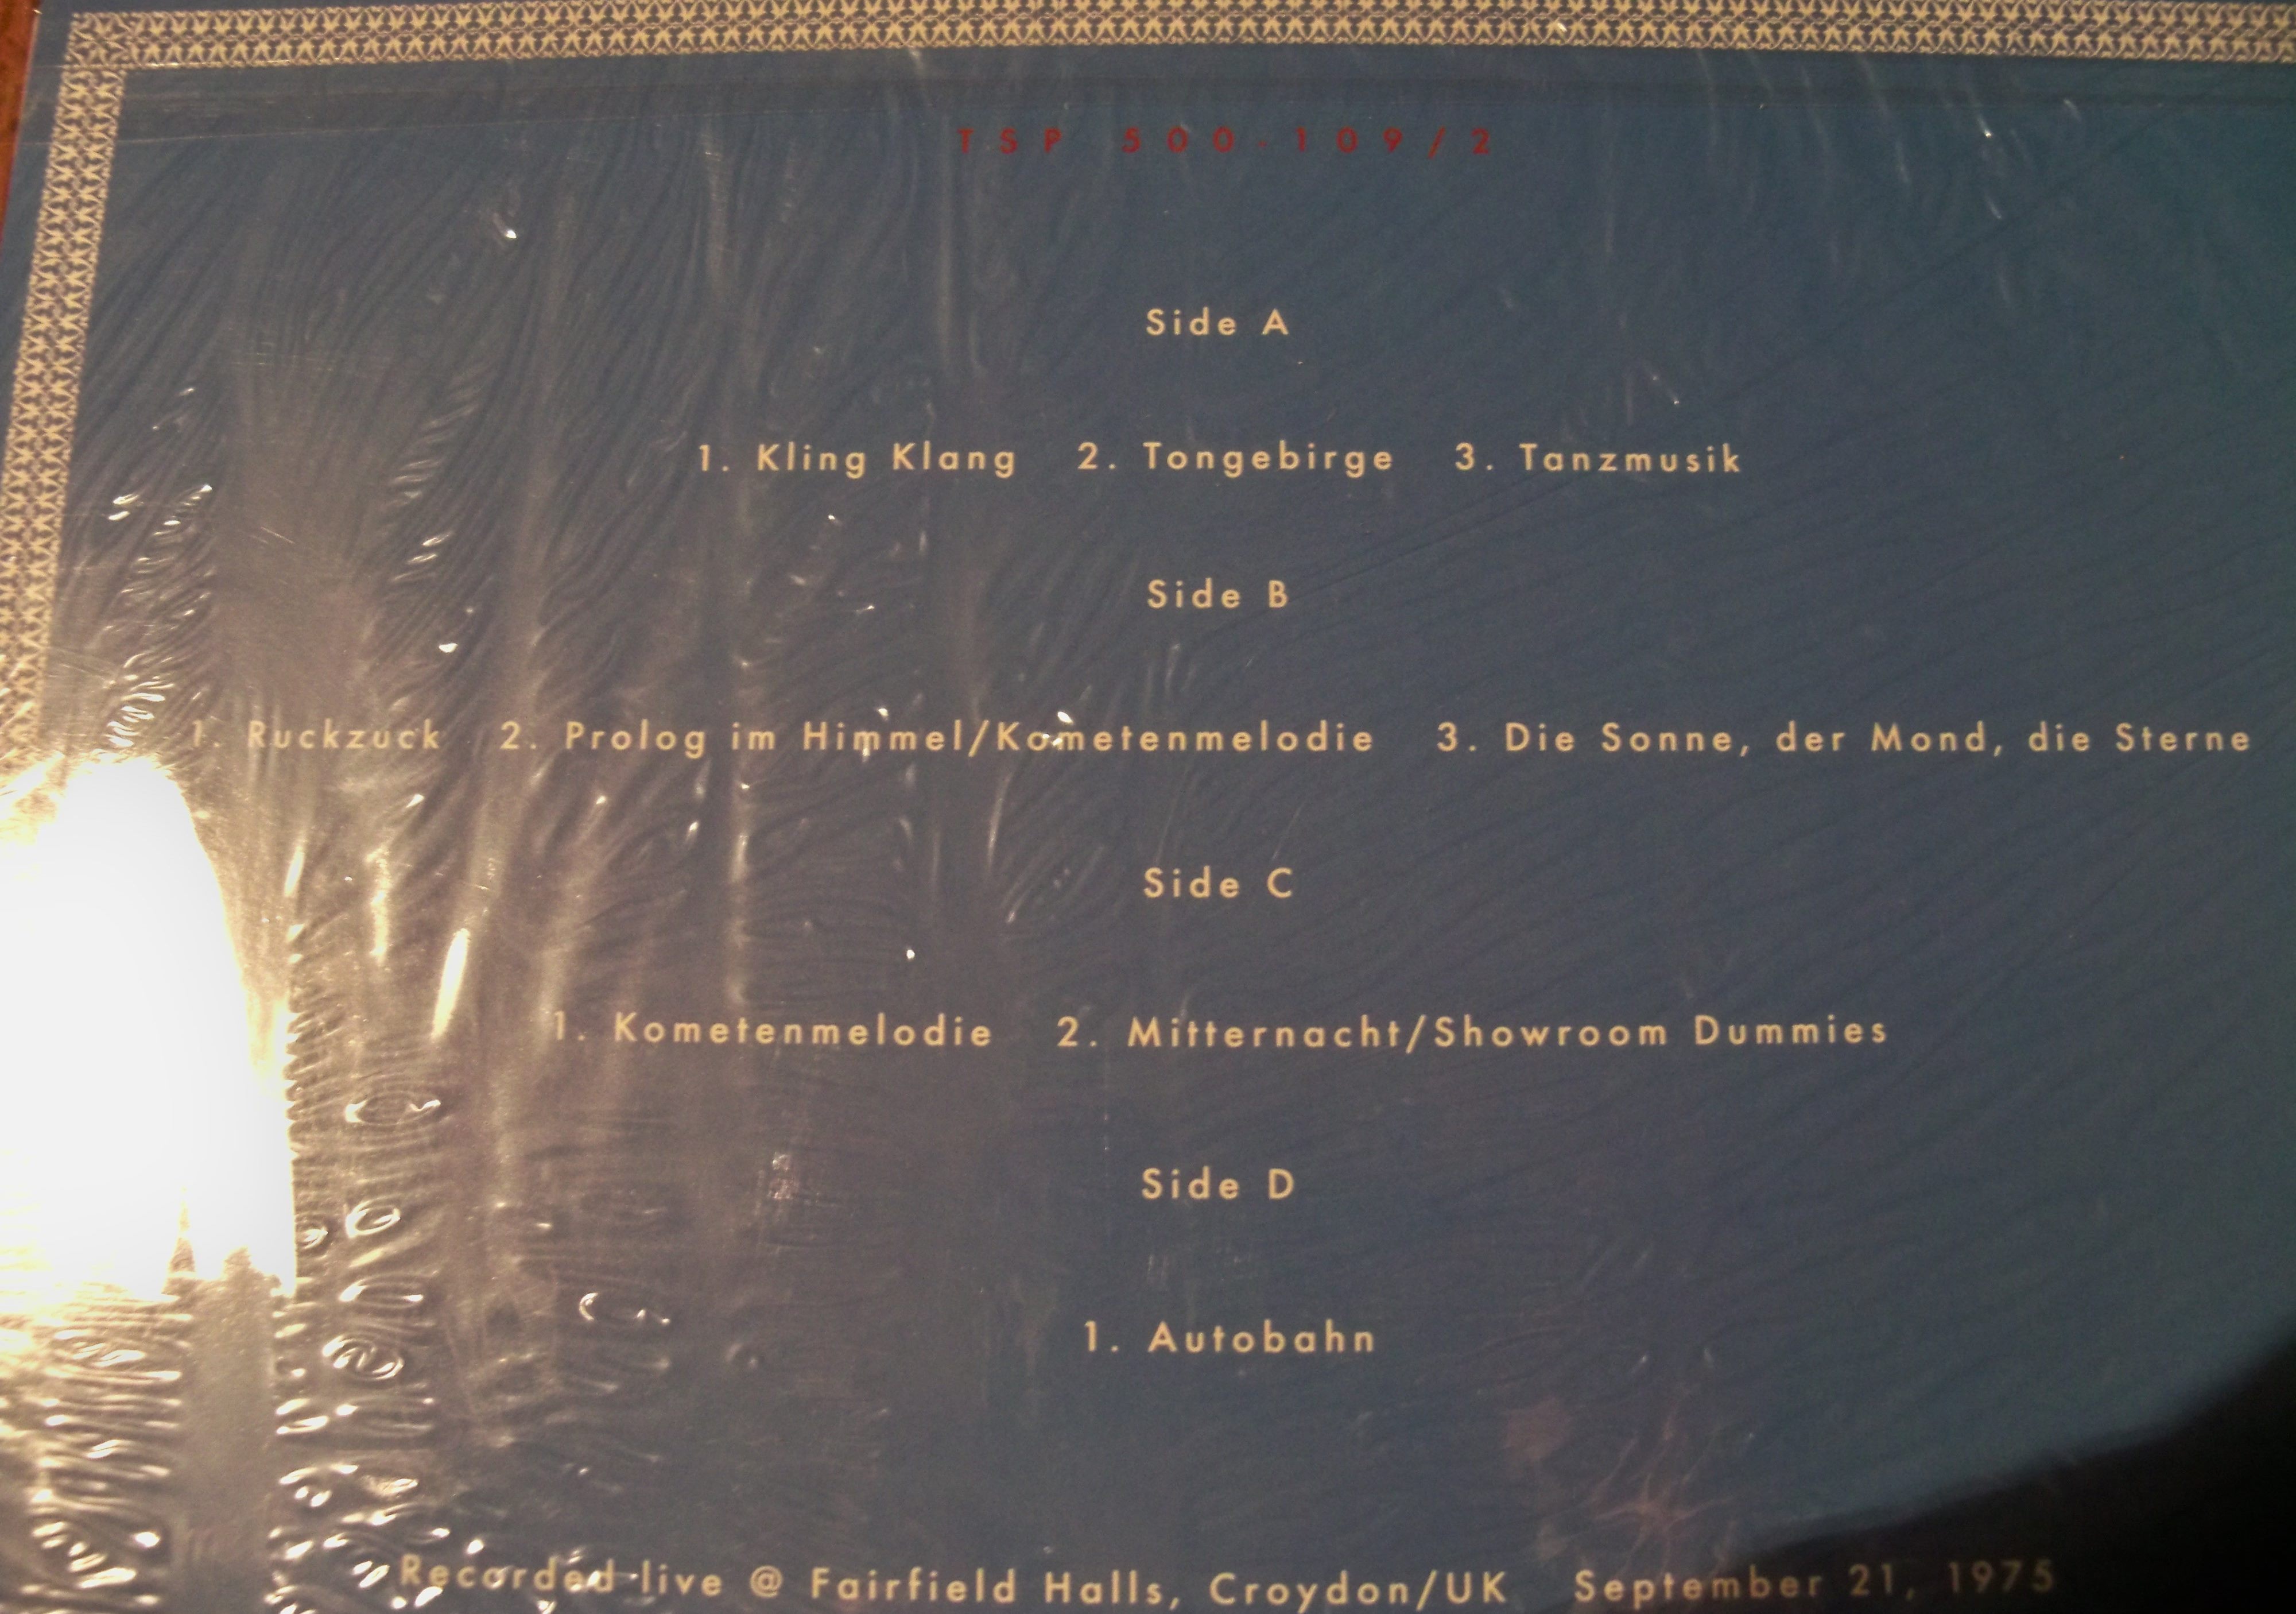 TSP 500-109/2
Side A
1. Kling Klang 2. Tongebirge 3. Tanzmusik
Side B
1. Ruckzuck 2. Prolog im Himmel/Kometenmelodie 3. Die Sonne, der Mond, die Sterne
Side C
1. Kometenmelodie 2. Mitternacht/Showroom Dummies
Side D
1. Autobahn
Recorded live @ Fairfield Halls, Croydon/UK September 21, 1975